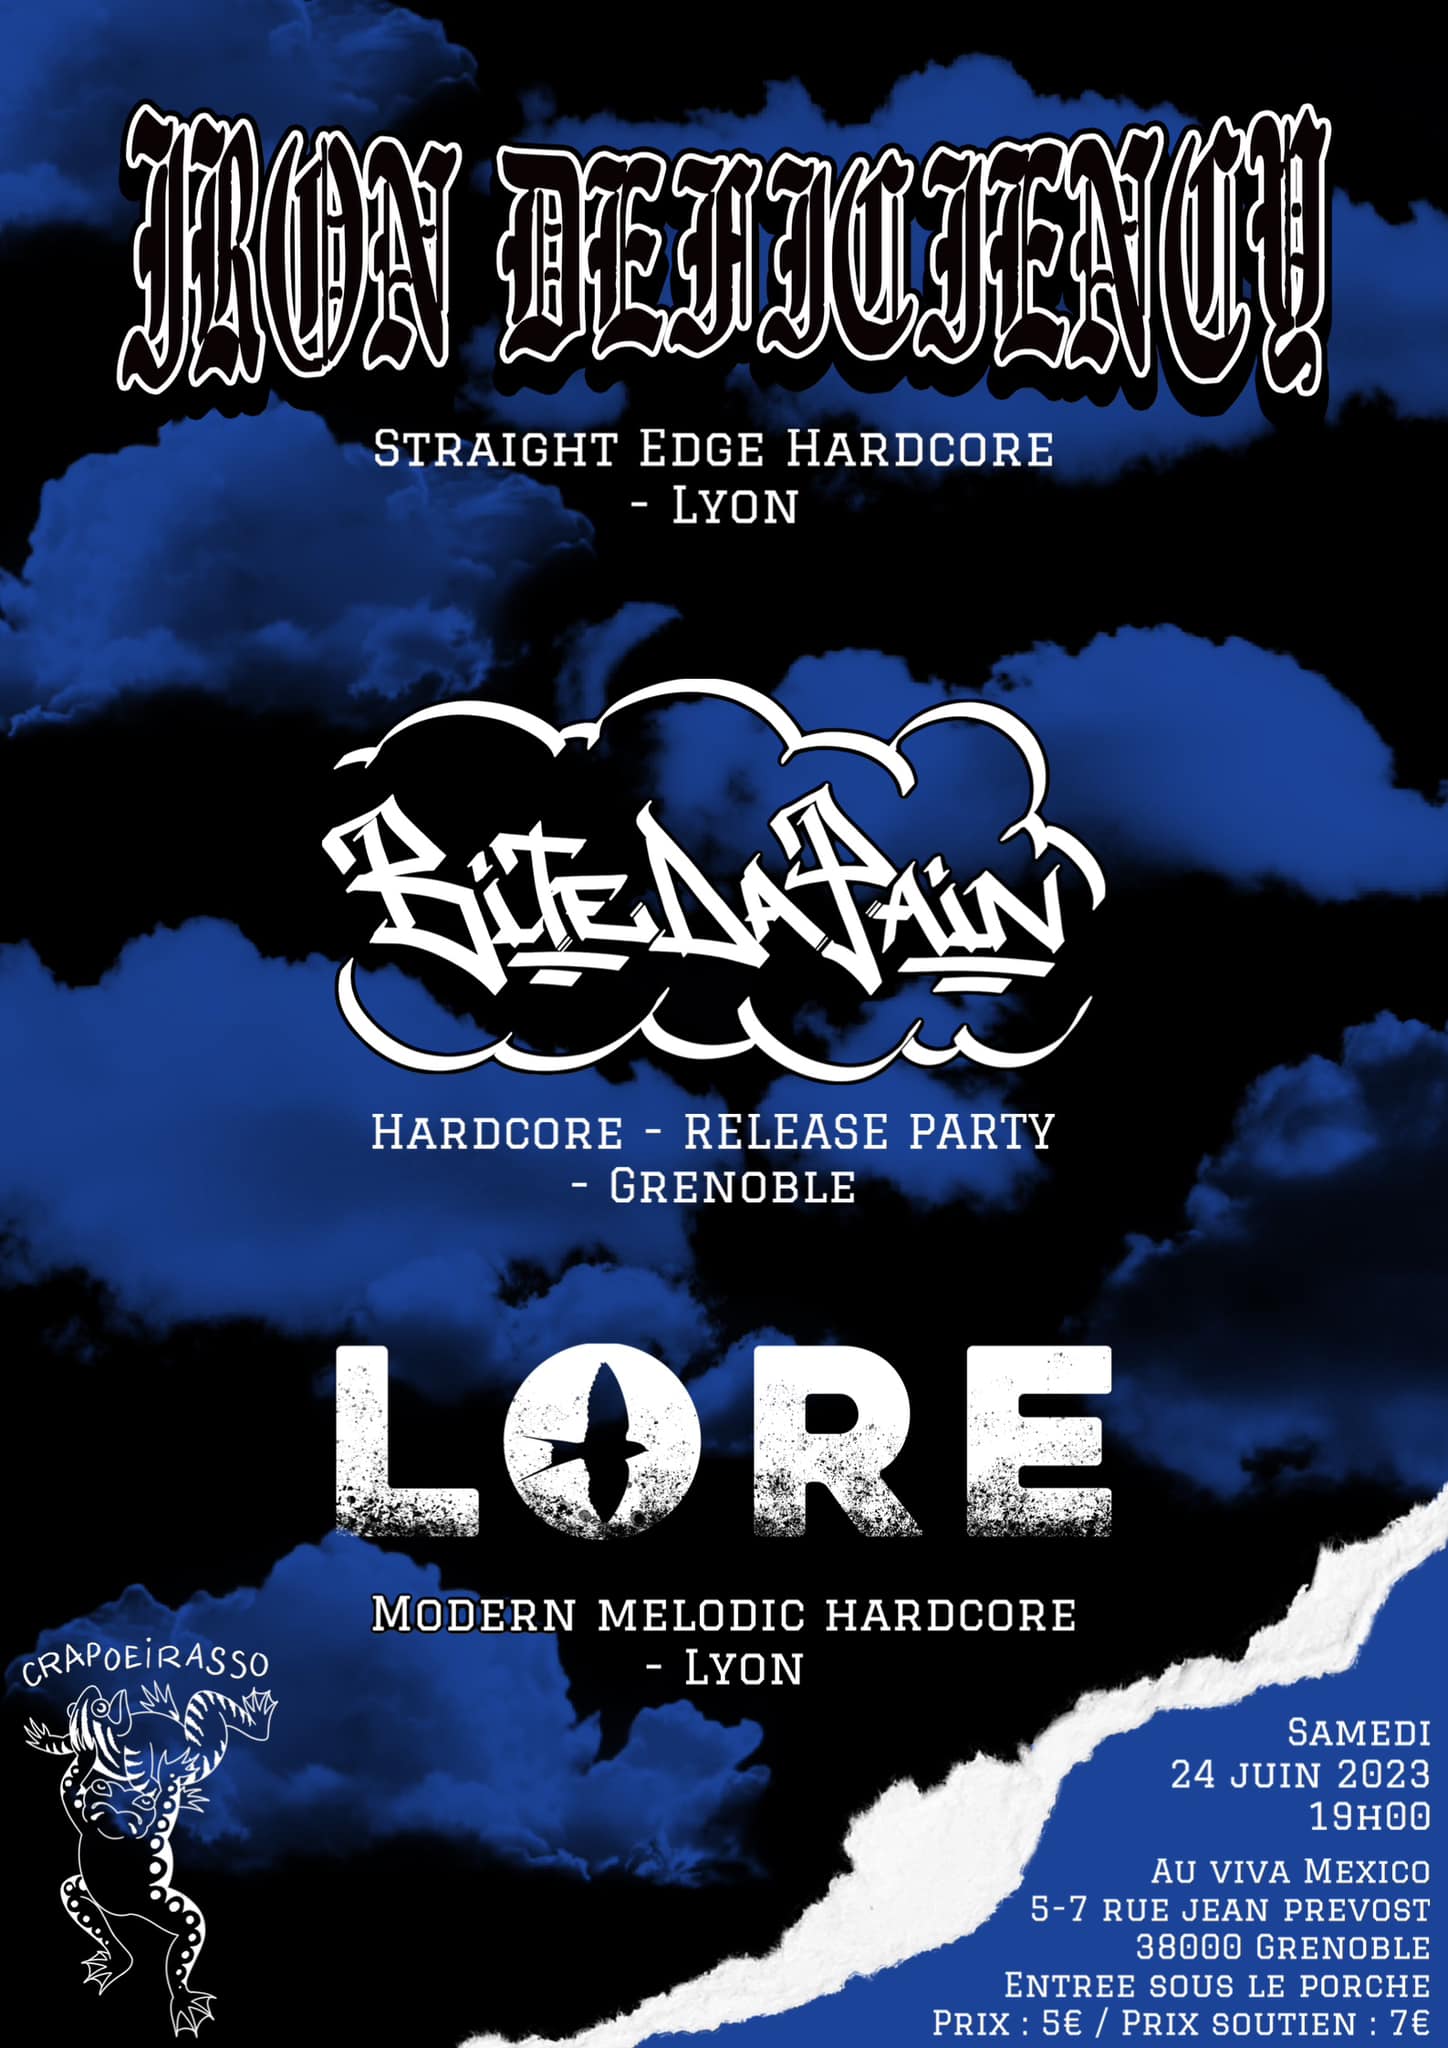 IRON DEFICIENCY
STRAIGHT EDGE HARDCORE
- LYON
BITE DA PAIN
HARDCORE - RELEASE PARTY
- GRENOBLE
LORE
MODERN MELODIC HARDCORE
- LYON
CRAPOEiRASSO
SAMEDI
24 JUIN 2023
19H00
AU VIVA MEXICO
5-7 RUE JEAN PREVOST
38000 GRENOBLE
ENTREE SOUS LE PORCHE
PRIX : 5€ / PRIX SOUTIEN : 7€